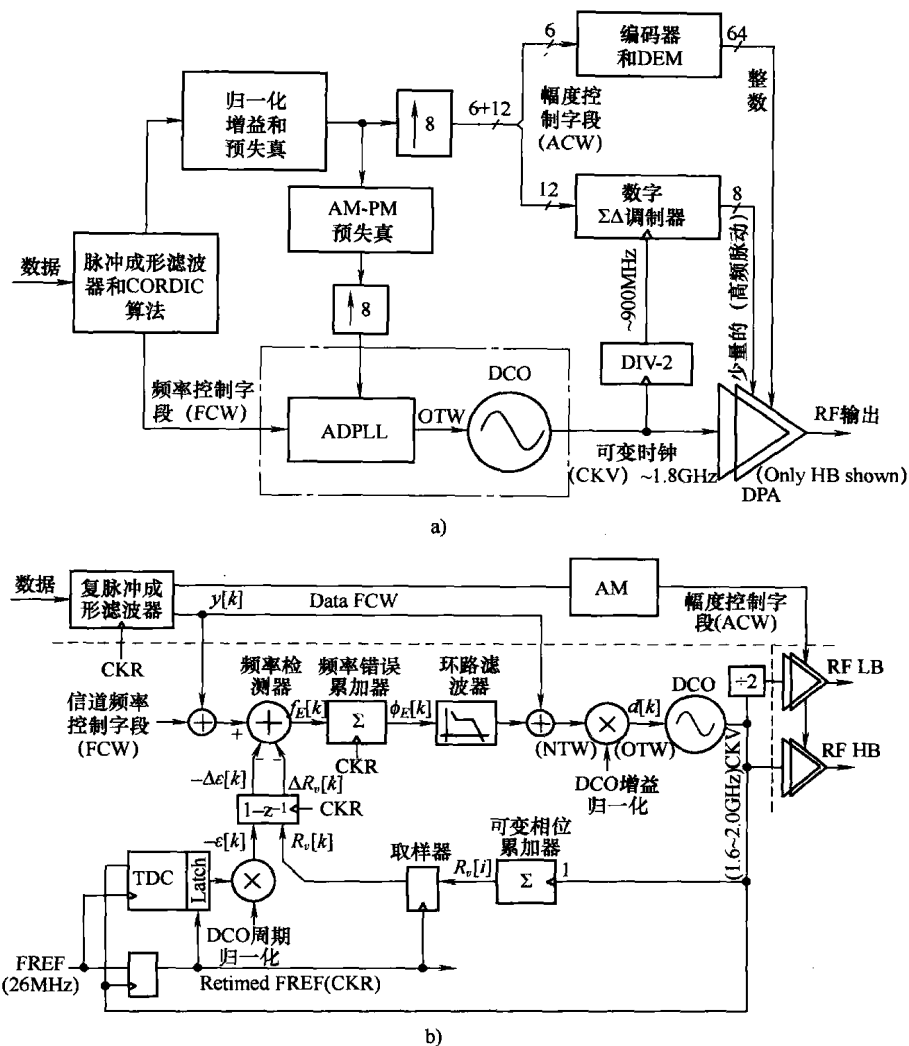 6
编码器
和DEM
64
整数
归一化
增益和
预失真
8
6+12
幅度控
制字段
(ACW)
12
数字
ΣΔ调制器
8
少量的（高频脉动）
AM-PM
预失真
数据
脉冲成形滤波
器和CORDIC
算法
8
~900MHz
DIV-2
频率控制字
段（FCW）
DCO
ADPLL
OTW
RF输出
可变时钟
(CKV) ~1.8GHz
(Only HB shown)
DPA
a)
数据
复脉冲成
形滤波器
y[k]
Data FCW
AM
幅度控制字
段(ACW)
CKR
信道频率
控制字段
(FCW)
+
频率检
测器
f_E[k]
频率错误
累加器
Σ
CKR
ϕ_E[k]
环路滤
波器
(NTW)
d[k]
(OTW)
DCO
DCO增益
归一化
÷2
RF LB
RF HB
(1.6~2.0GHz)CKV
− −
−Δε[k]
ΔR_v[k]
1−z⁻¹
CKR
−ε[k]
R_v[k]
取样器
R_v[i]
可变相位
累加器
Σ
1
TDC
Latch
DCO周期
归一化
FREF
(26MHz)
Retimed FREF(CKR)
b)